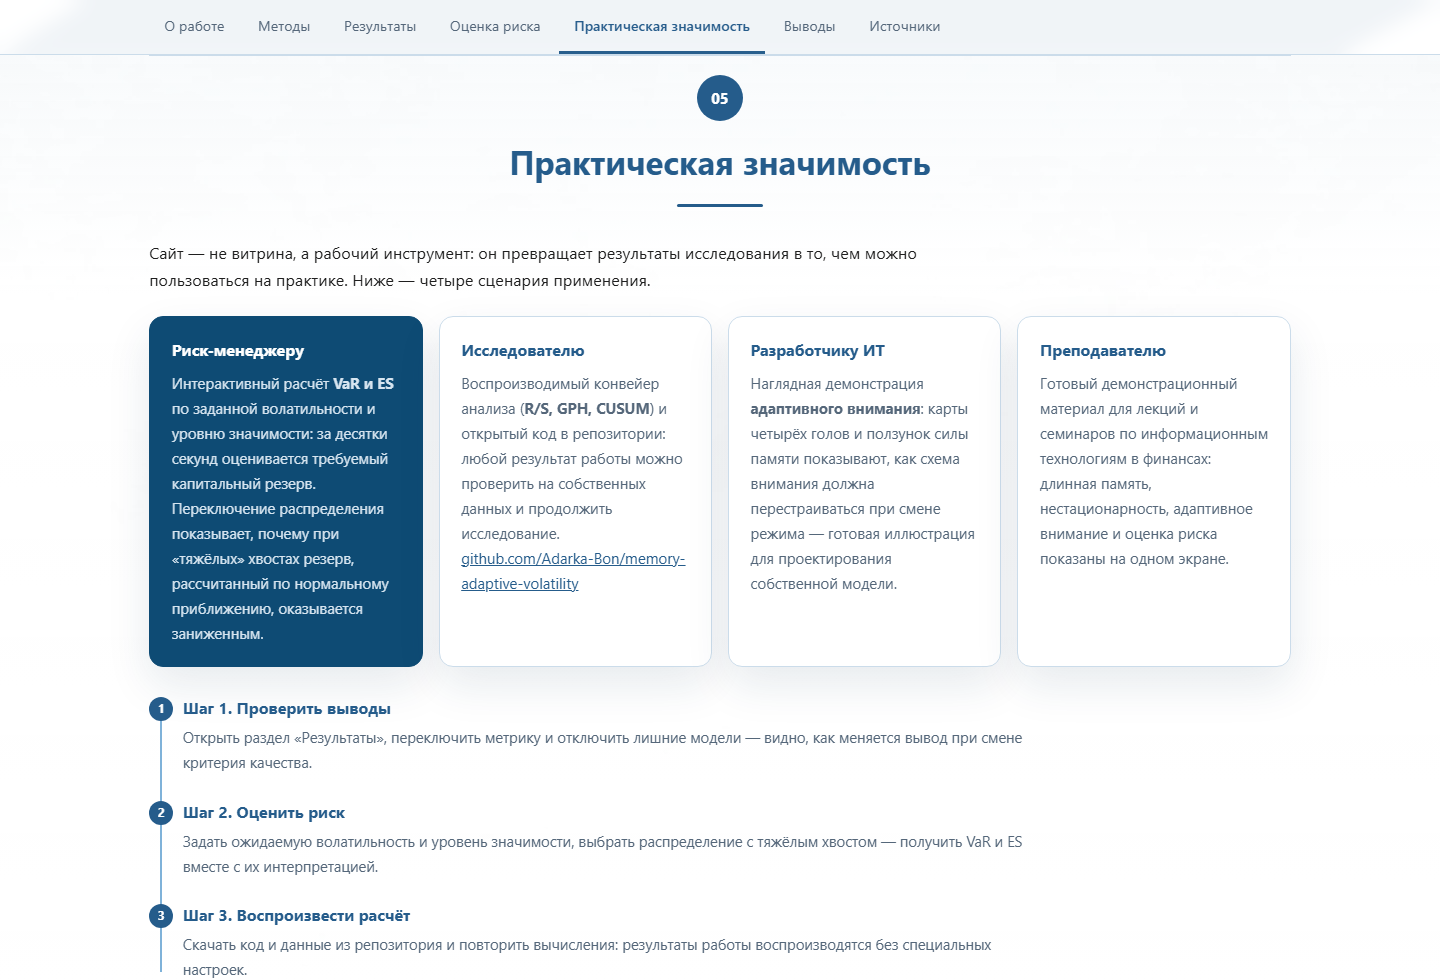 О работе
Методы
Результаты
Оценка риска
Практическая значимость
Выводы
Источники
05
Практическая значимость
Сайт — не витрина, а рабочий инструмент: он превращает результаты исследования в то, чем можно
пользоваться на практике. Ниже — четыре сценария применения.
Риск-менеджеру
Интерактивный расчёт VaR и ES
по заданной волатильности и
уровню значимости: за десятки
секунд оценивается требуемый
капитальный резерв.
Переключение распределения
показывает, почему при
«тяжёлых» хвостах резерв,
рассчитанный по нормальному
приближению, оказывается
заниженным.
Исследователю
Воспроизводимый конвейер
анализа (R/S, GPH, CUSUM) и
открытый код в репозитории:
любой результат работы можно
проверить на собственных
данных и продолжить
исследование.
github.com/Adarka-Bon/memory-
adaptive-volatility
Разработчику ИТ
Наглядная демонстрация
адаптивного внимания: карты
четырёх голов и ползунок силы
памяти показывают, как схема
внимания должна
перестраиваться при смене
режима — готовая иллюстрация
для проектирования
собственной модели.
Преподавателю
Готовый демонстрационный
материал для лекций и
семинаров по информационным
технологиям в финансах:
длинная память,
нестационарность, адаптивное
внимание и оценка риска
показаны на одном экране.
1
Шаг 1. Проверить выводы
Открыть раздел «Результаты», переключить метрику и отключить лишние модели — видно, как меняется вывод при смене
критерия качества.
2
Шаг 2. Оценить риск
Задать ожидаемую волатильность и уровень значимости, выбрать распределение с тяжёлым хвостом — получить VaR и ES
вместе с их интерпретацией.
3
Шаг 3. Воспроизвести расчёт
Скачать код и данные из репозитория и повторить вычисления: результаты работы воспроизводятся без специальных
настроек.